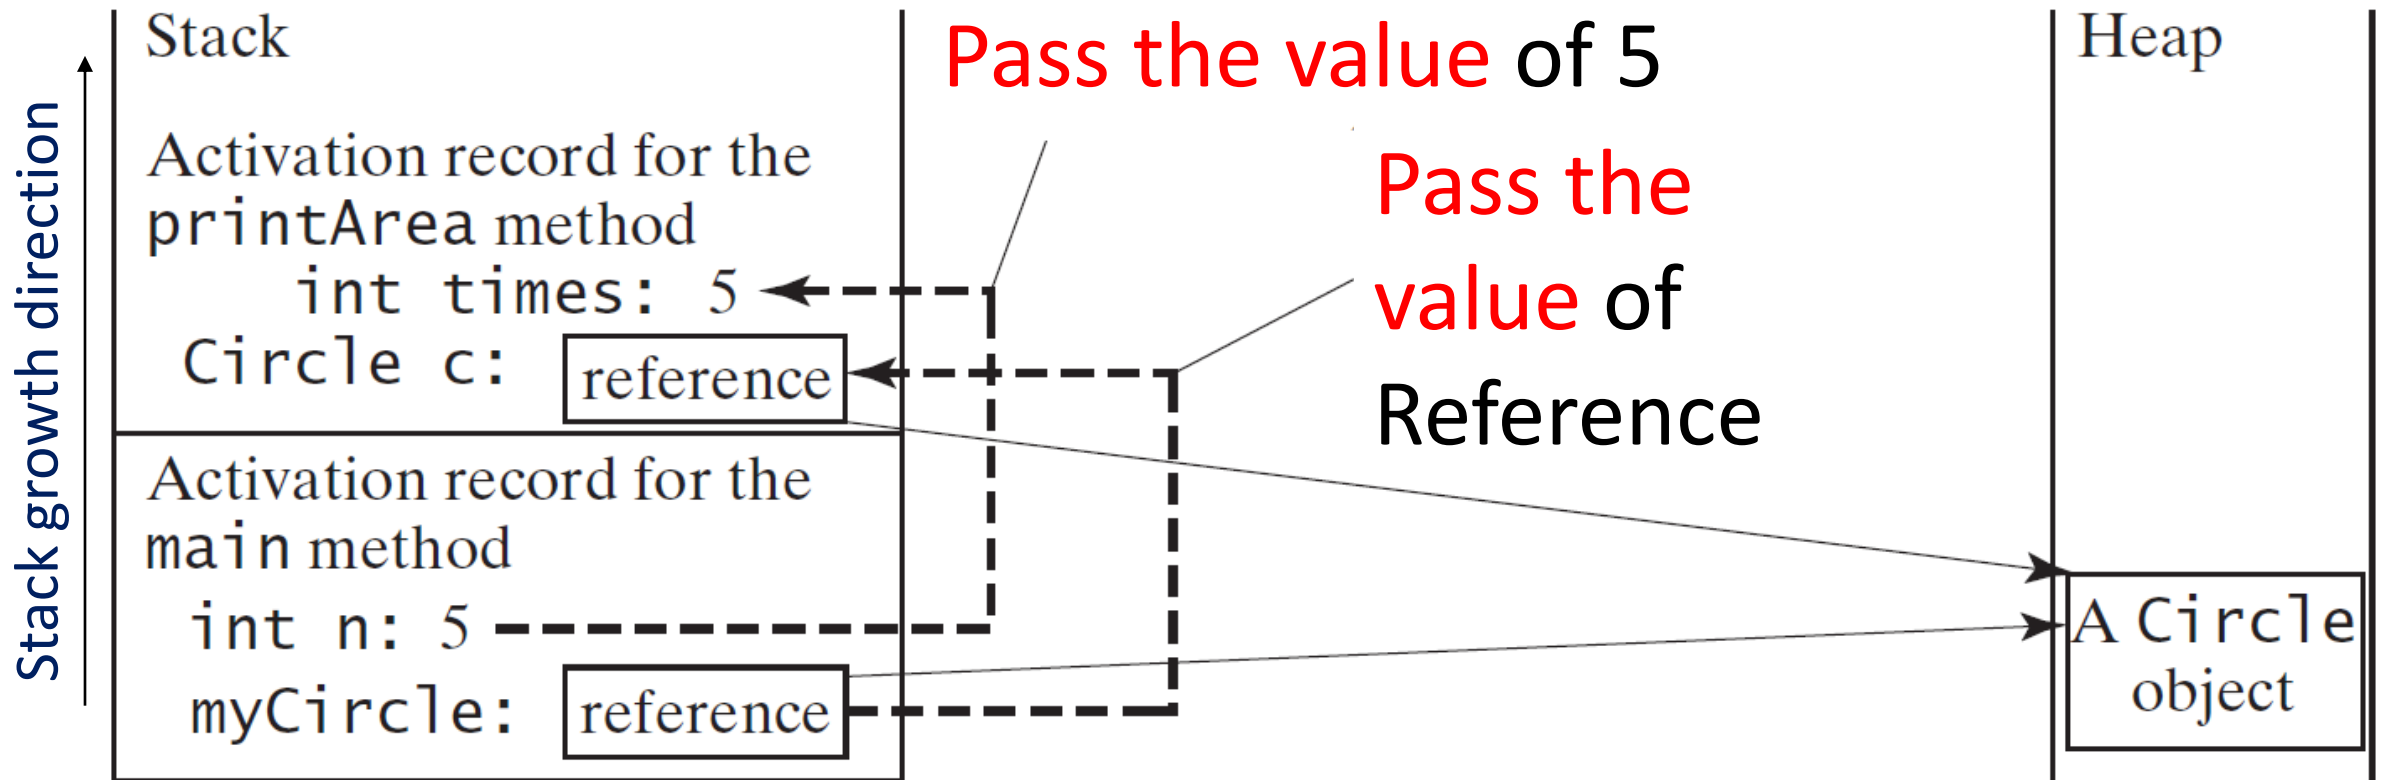 Stack growth direction
Stack
Activation record for the
printArea method
int times: 5
Circle c: reference
Activation record for the
main method
int n: 5
myCircle: reference
Pass the value of 5
Pass the
value of
Reference
Heap
A Circle
object